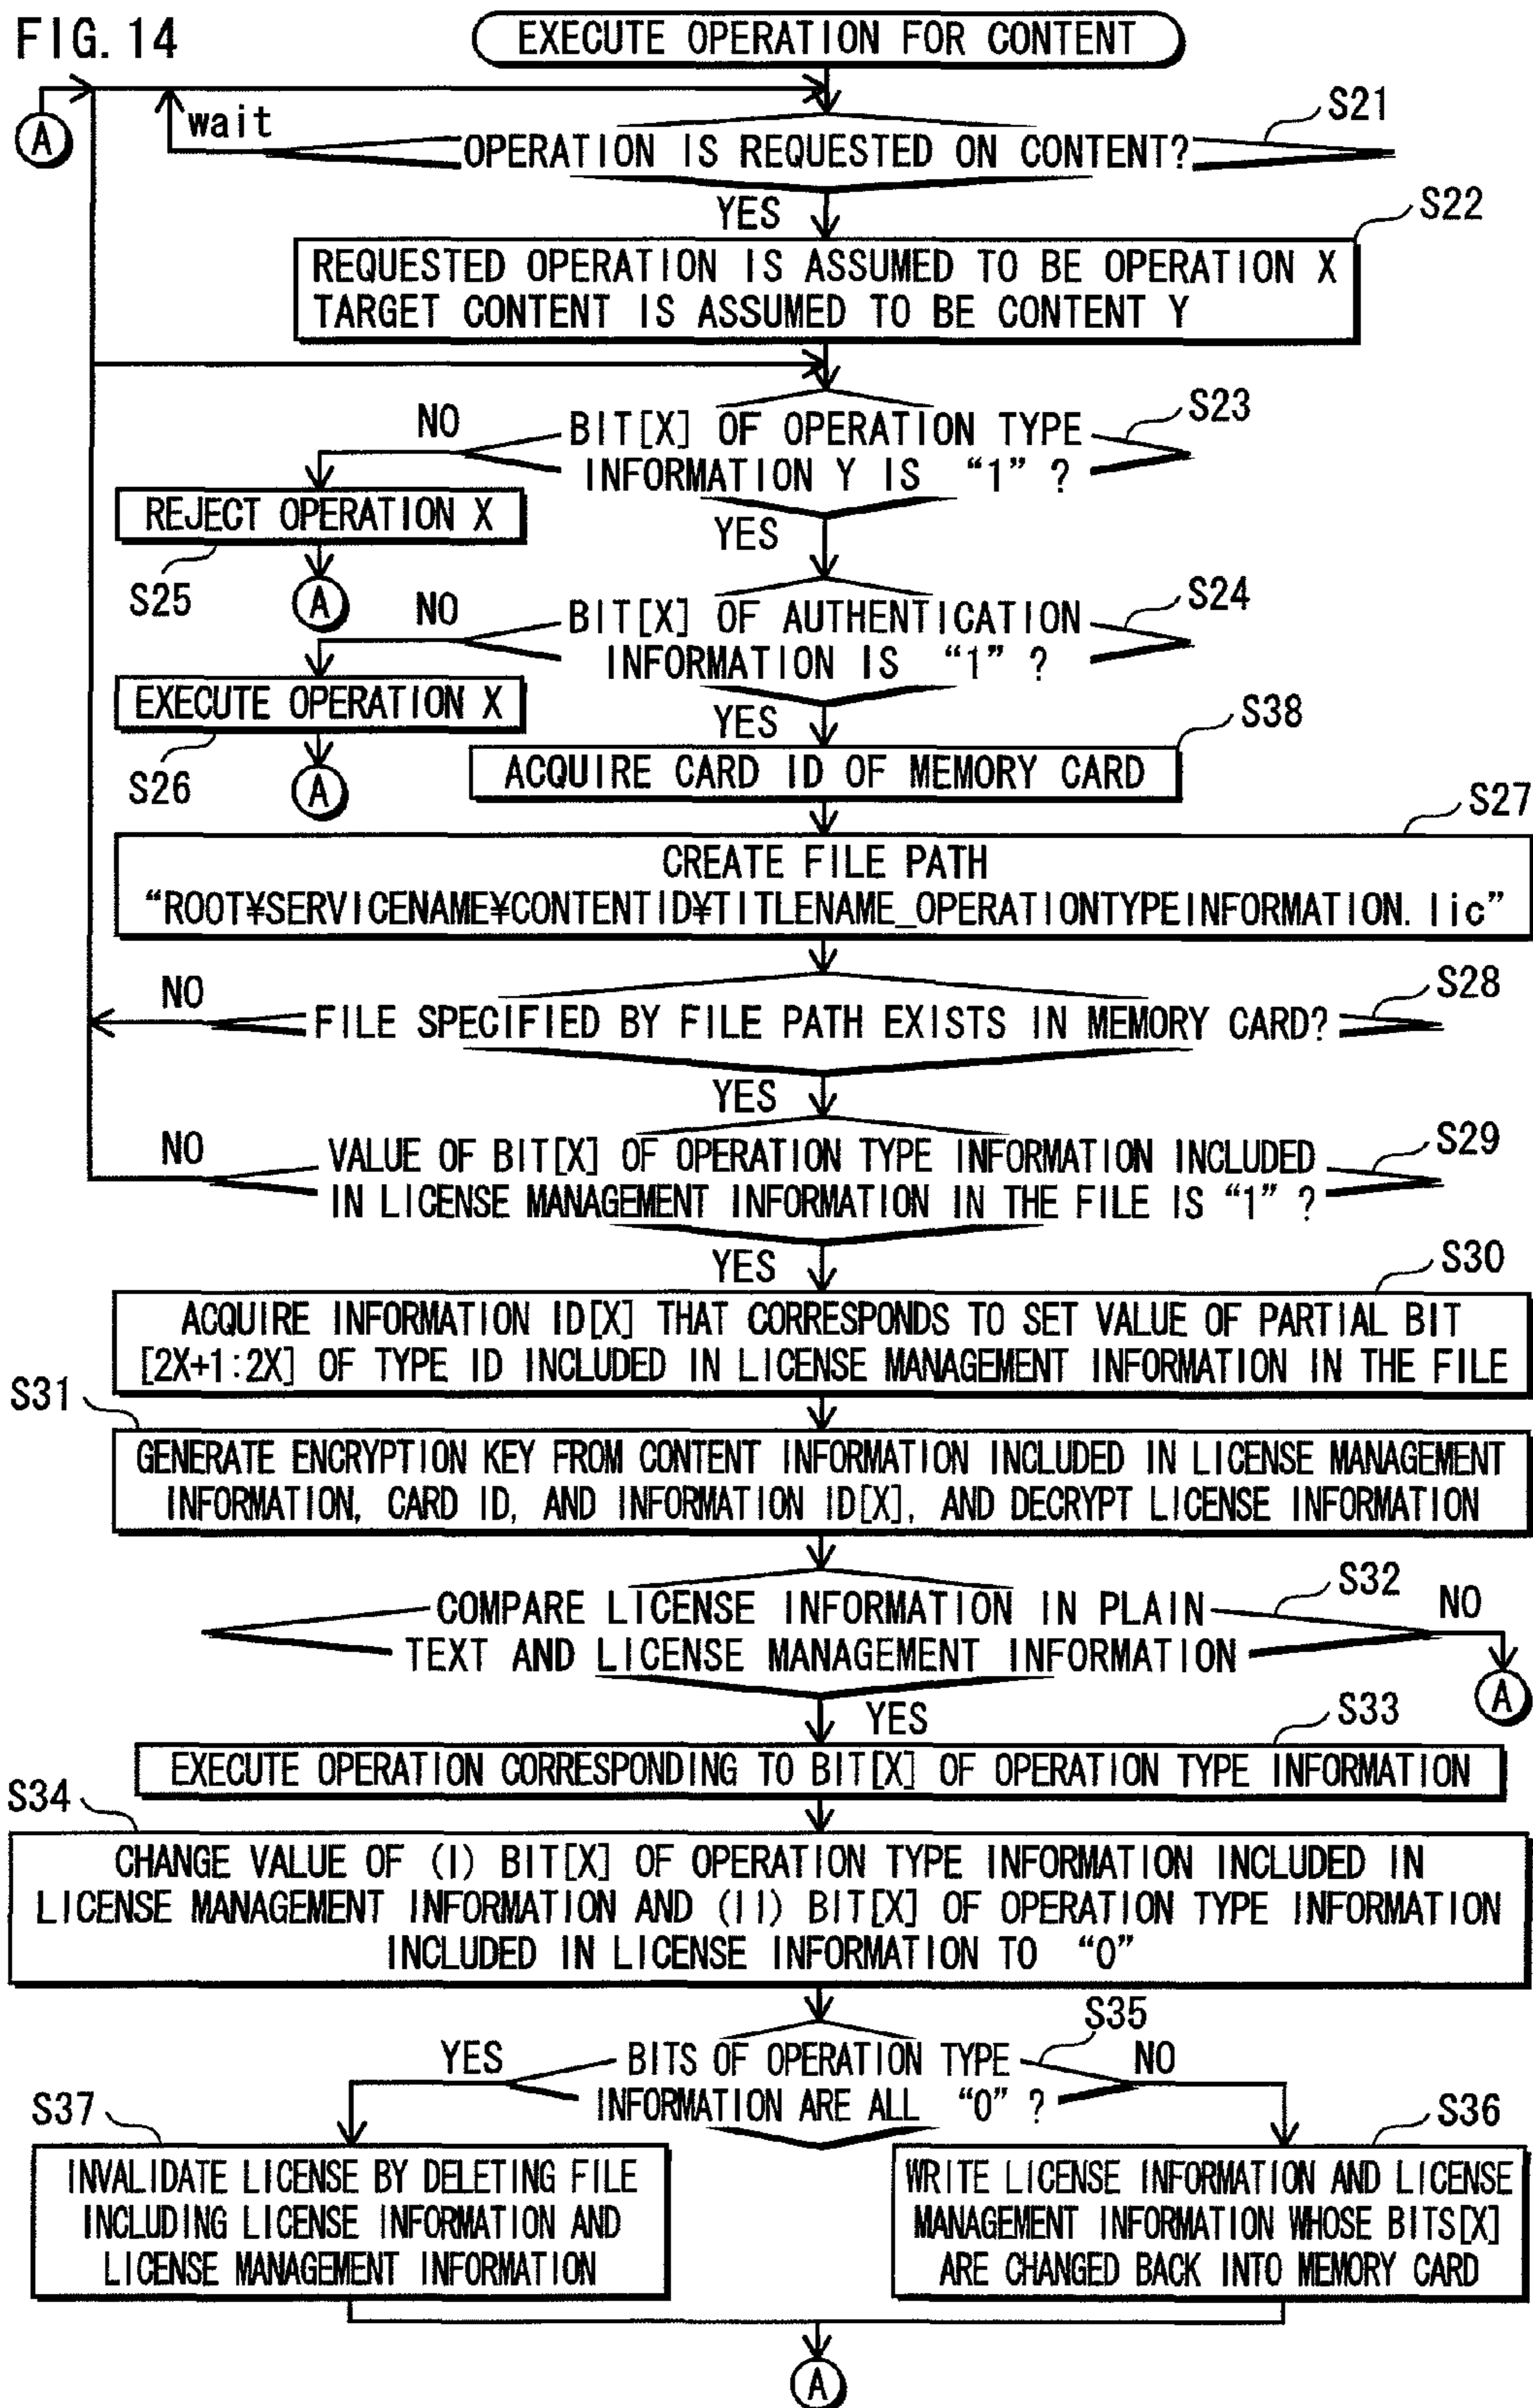 FIG. 14
EXECUTE OPERATION FOR CONTENT
A
wait
S21
OPERATION IS REQUESTED ON CONTENT?
YES
S22
REQUESTED OPERATION IS ASSUMED TO BE OPERATION X
TARGET CONTENT IS ASSUMED TO BE CONTENT Y
NO
S23
BIT[X] OF OPERATION TYPE
INFORMATION Y IS “1” ?
REJECT OPERATION X
YES
S25
A
NO
S24
BIT[X] OF AUTHENTICATION
INFORMATION IS “1” ?
EXECUTE OPERATION X
YES
S38
S26
A
ACQUIRE CARD ID OF MEMORY CARD
S27
CREATE FILE PATH
“ROOT¥SERVICENAME¥CONTENTID¥TITLENAME_OPERATIONTYPEINFORMATION.lic”
NO
S28
FILE SPECIFIED BY FILE PATH EXISTS IN MEMORY CARD?
YES
NO
S29
VALUE OF BIT[X] OF OPERATION TYPE INFORMATION INCLUDED
IN LICENSE MANAGEMENT INFORMATION IN THE FILE IS “1” ?
YES
S30
ACQUIRE INFORMATION ID[X] THAT CORRESPONDS TO SET VALUE OF PARTIAL BIT
[2X+1:2X] OF TYPE ID INCLUDED IN LICENSE MANAGEMENT INFORMATION IN THE FILE
S31
GENERATE ENCRYPTION KEY FROM CONTENT INFORMATION INCLUDED IN LICENSE MANAGEMENT
INFORMATION, CARD ID, AND INFORMATION ID[X], AND DECRYPT LICENSE INFORMATION
S32
NO
COMPARE LICENSE INFORMATION IN PLAIN
TEXT AND LICENSE MANAGEMENT INFORMATION
A
YES
S33
EXECUTE OPERATION CORRESPONDING TO BIT[X] OF OPERATION TYPE INFORMATION
S34
CHANGE VALUE OF (I) BIT[X] OF OPERATION TYPE INFORMATION INCLUDED IN
LICENSE MANAGEMENT INFORMATION AND (II) BIT[X] OF OPERATION TYPE INFORMATION
INCLUDED IN LICENSE INFORMATION TO “0”
S35
YES
NO
BITS OF OPERATION TYPE
INFORMATION ARE ALL “0” ?
S37
S36
INVALIDATE LICENSE BY DELETING FILE
INCLUDING LICENSE INFORMATION AND
LICENSE MANAGEMENT INFORMATION
WRITE LICENSE INFORMATION AND LICENSE
MANAGEMENT INFORMATION WHOSE BITS[X]
ARE CHANGED BACK INTO MEMORY CARD
A